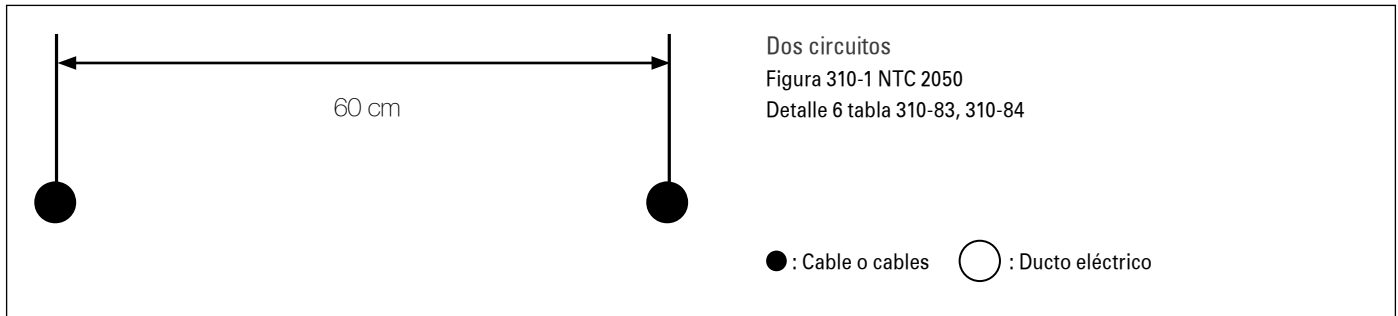 60 cm
Dos circuitos
Figura 310-1 NTC 2050
Detalle 6 tabla 310-83, 310-84
: Cable o cables : Ducto eléctrico